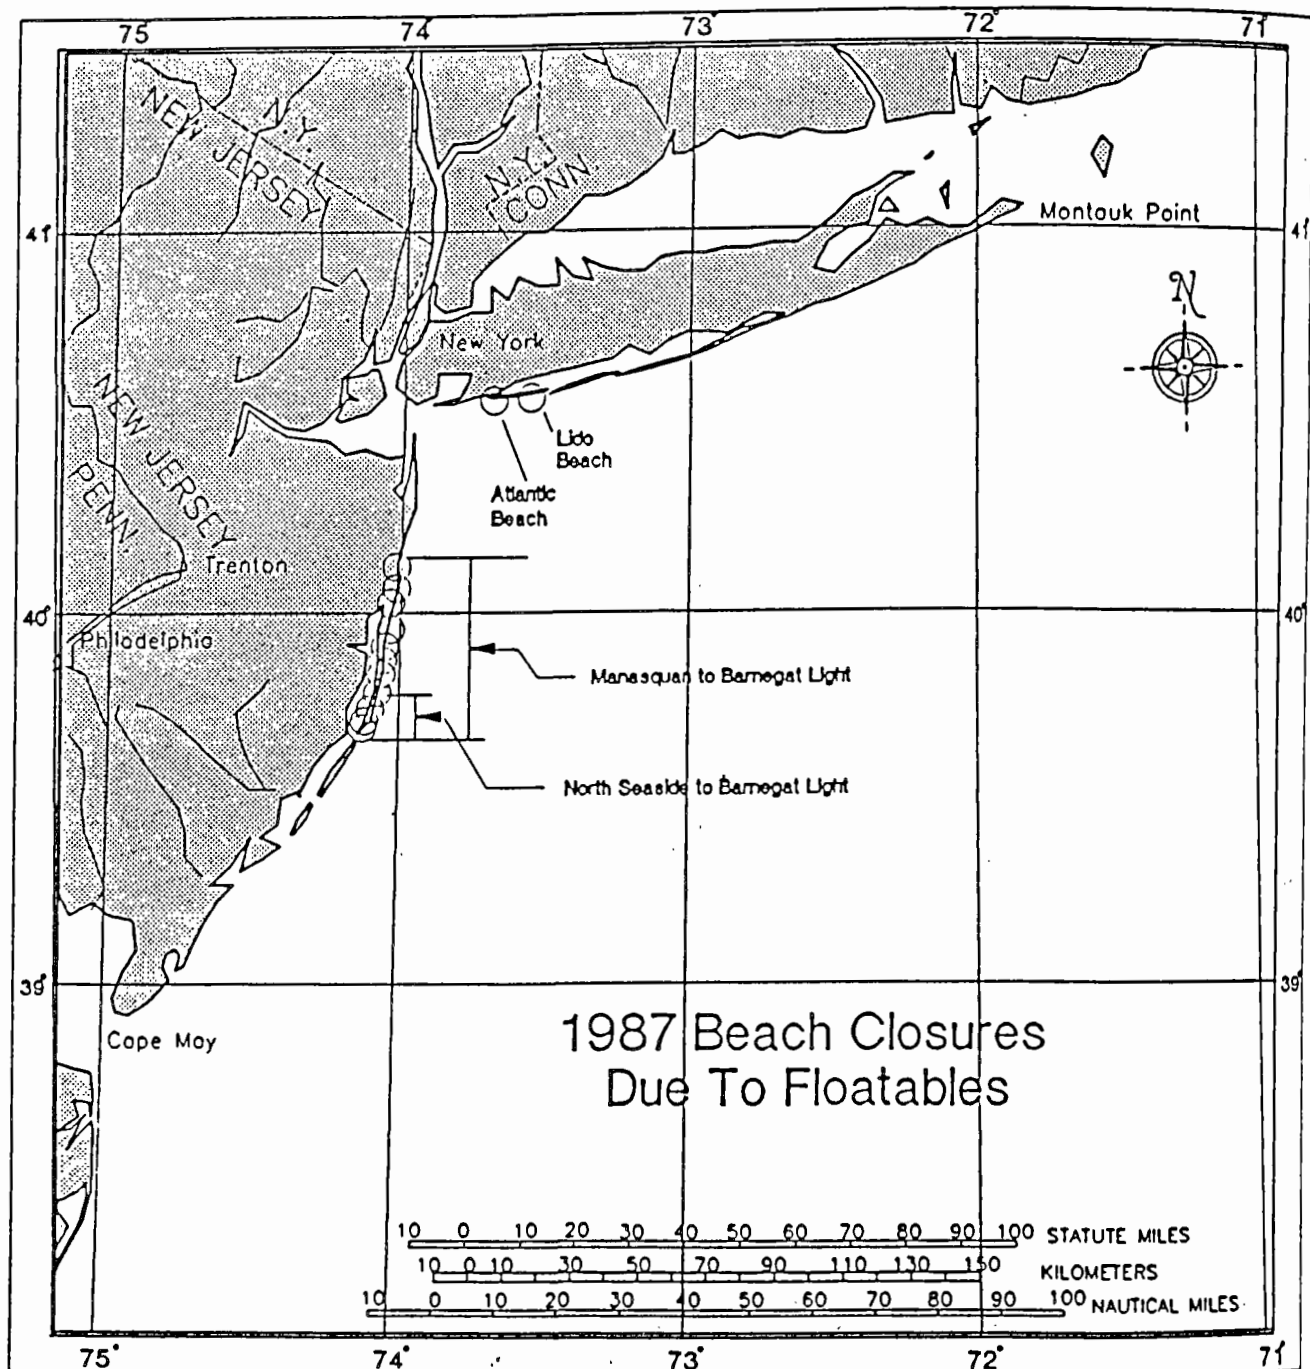 75° 74° 73° 72° 71°
N.Y.
NEW JERSEY
N.Y.
CONN.
Montauk Point
41° 41°
N
New York
Lido
Beach
Atlantic
Beach
NEW JERSEY
PENN.
Trenton
40° 40°
Philadelphia
Manasquan to Barnegat Light
North Seaside to Barnegat Light
39° 39°
Cape May
1987 Beach Closures
Due To Floatables
10 0 10 20 30 40 50 60 70 80 90 100 STATUTE MILES
10 0 10 30 50 70 90 110 130 150 KILOMETERS
10 0 10 20 30 40 50 60 70 80 90 100 NAUTICAL MILES
75° 74° 73° 72° 71°